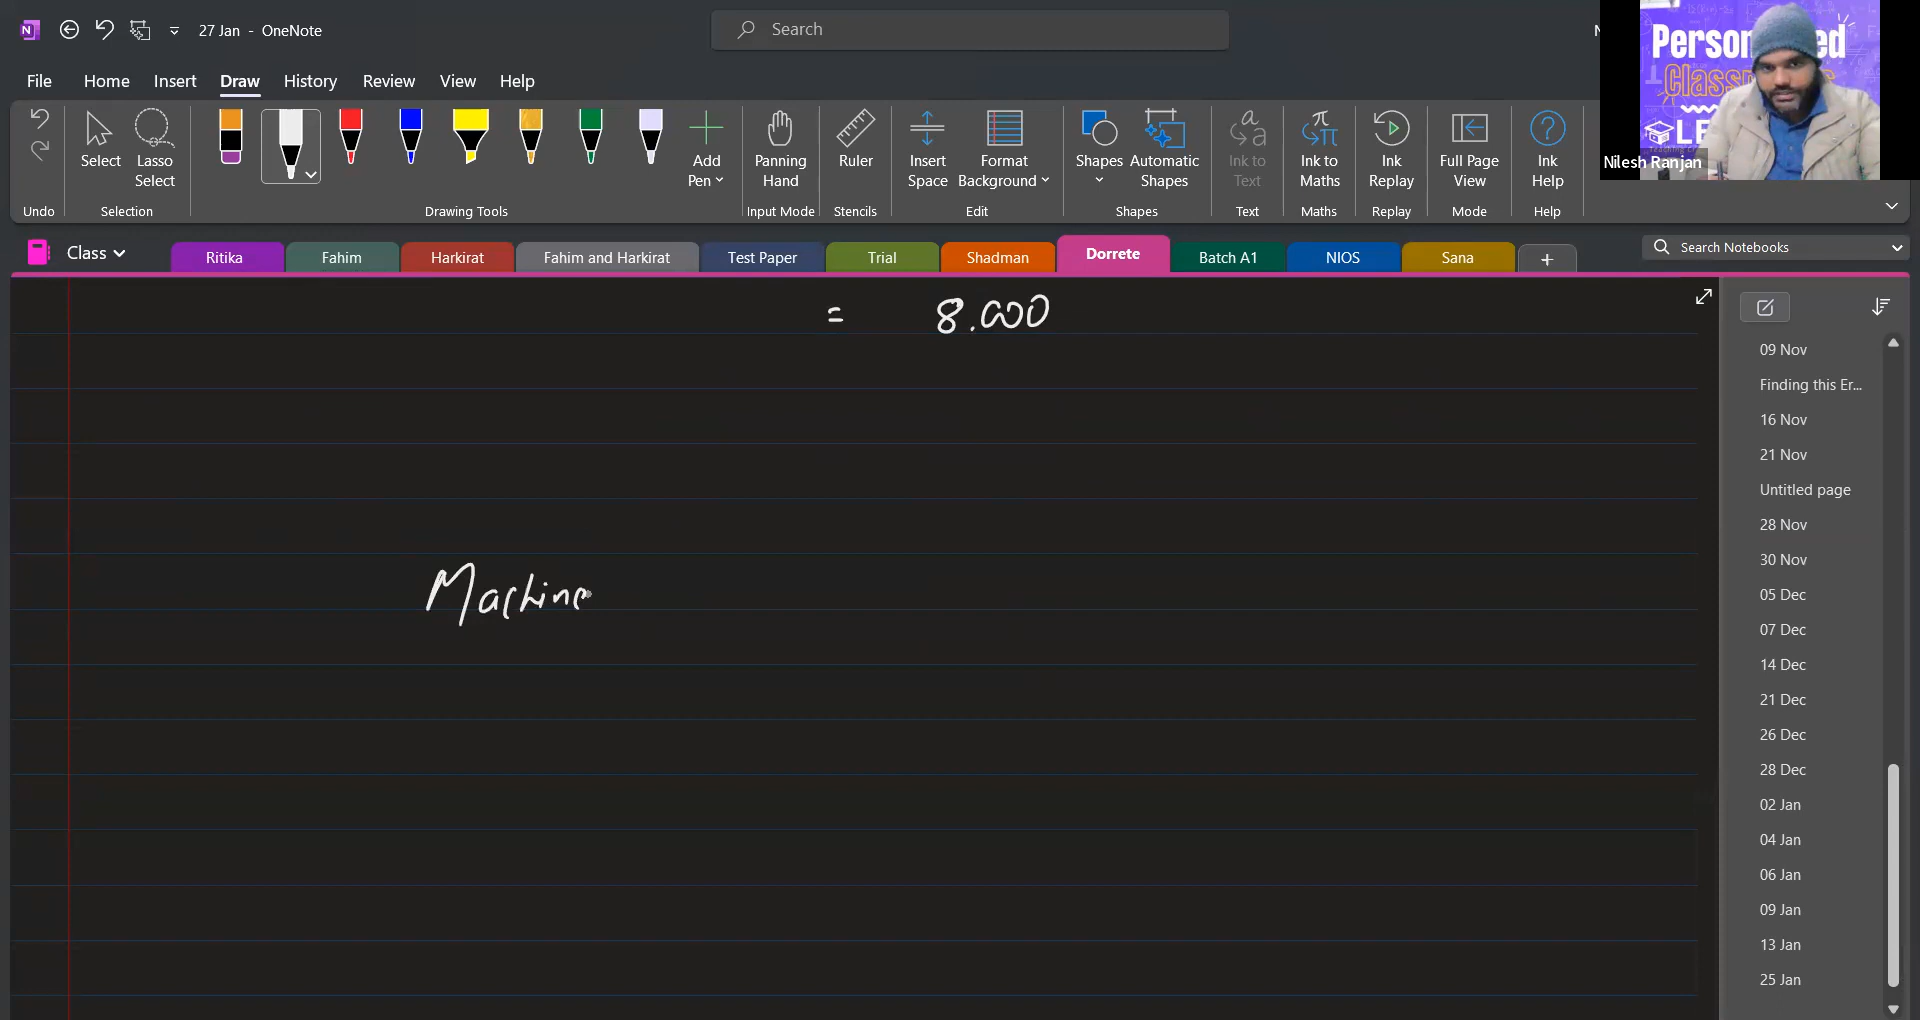 27 Jan - OneNote
Search
N
File Home Insert Draw History Review View Help
Undo
Select
Lasso Select
Selection
Drawing Tools
Add Pen
Panning Hand
Input Mode
Ruler
Stencils
Insert Space
Format Background
Edit
Shapes
Automatic Shapes
Shapes
Ink to Text
Text
Ink to Maths
Maths
Ink Replay
Replay
Full Page View
Mode
Ink Help
Help
Nilesh Ranjan
Class
Ritika
Fahim
Harkirat
Fahim and Harkirat
Test Paper
Trial
Shadman
Dorrete
Batch A1
NIOS
Sana
Search Notebooks
= 8.000
Machine
09 Nov
Finding this Er...
16 Nov
21 Nov
Untitled page
28 Nov
30 Nov
05 Dec
07 Dec
14 Dec
21 Dec
26 Dec
28 Dec
02 Jan
04 Jan
06 Jan
09 Jan
13 Jan
25 Jan